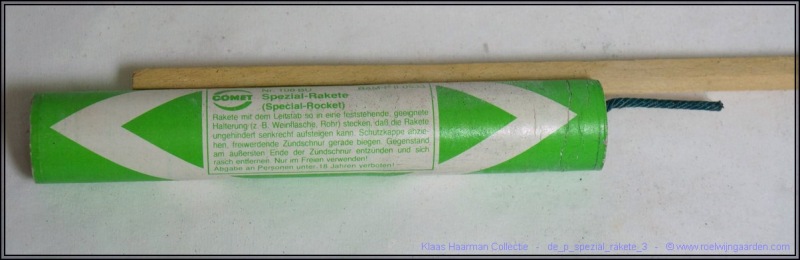 COMET
Spezial-Rakete
(Special-Rocket)
Rakete mit dem Leitstab so in eine feststehende, geeignete
Halterung (z. B. Weinflasche, Rohr) stecken, daß die Rakete
ungehindert senkrecht aufsteigen kann. Schutzkappe abzie-
hen, freiwerdende Zündschnur gerade biegen. Gegenstand
am äußersten Ende der Zündschnur entzünden und sich
rasch entfernen. Nur im Freien verwenden!
Abgabe an Personen unter 18 Jahren verboten!
Klaas Haarman Collectie - de_p_spezial_rakete_3 - © www.roelwijngaarden.com